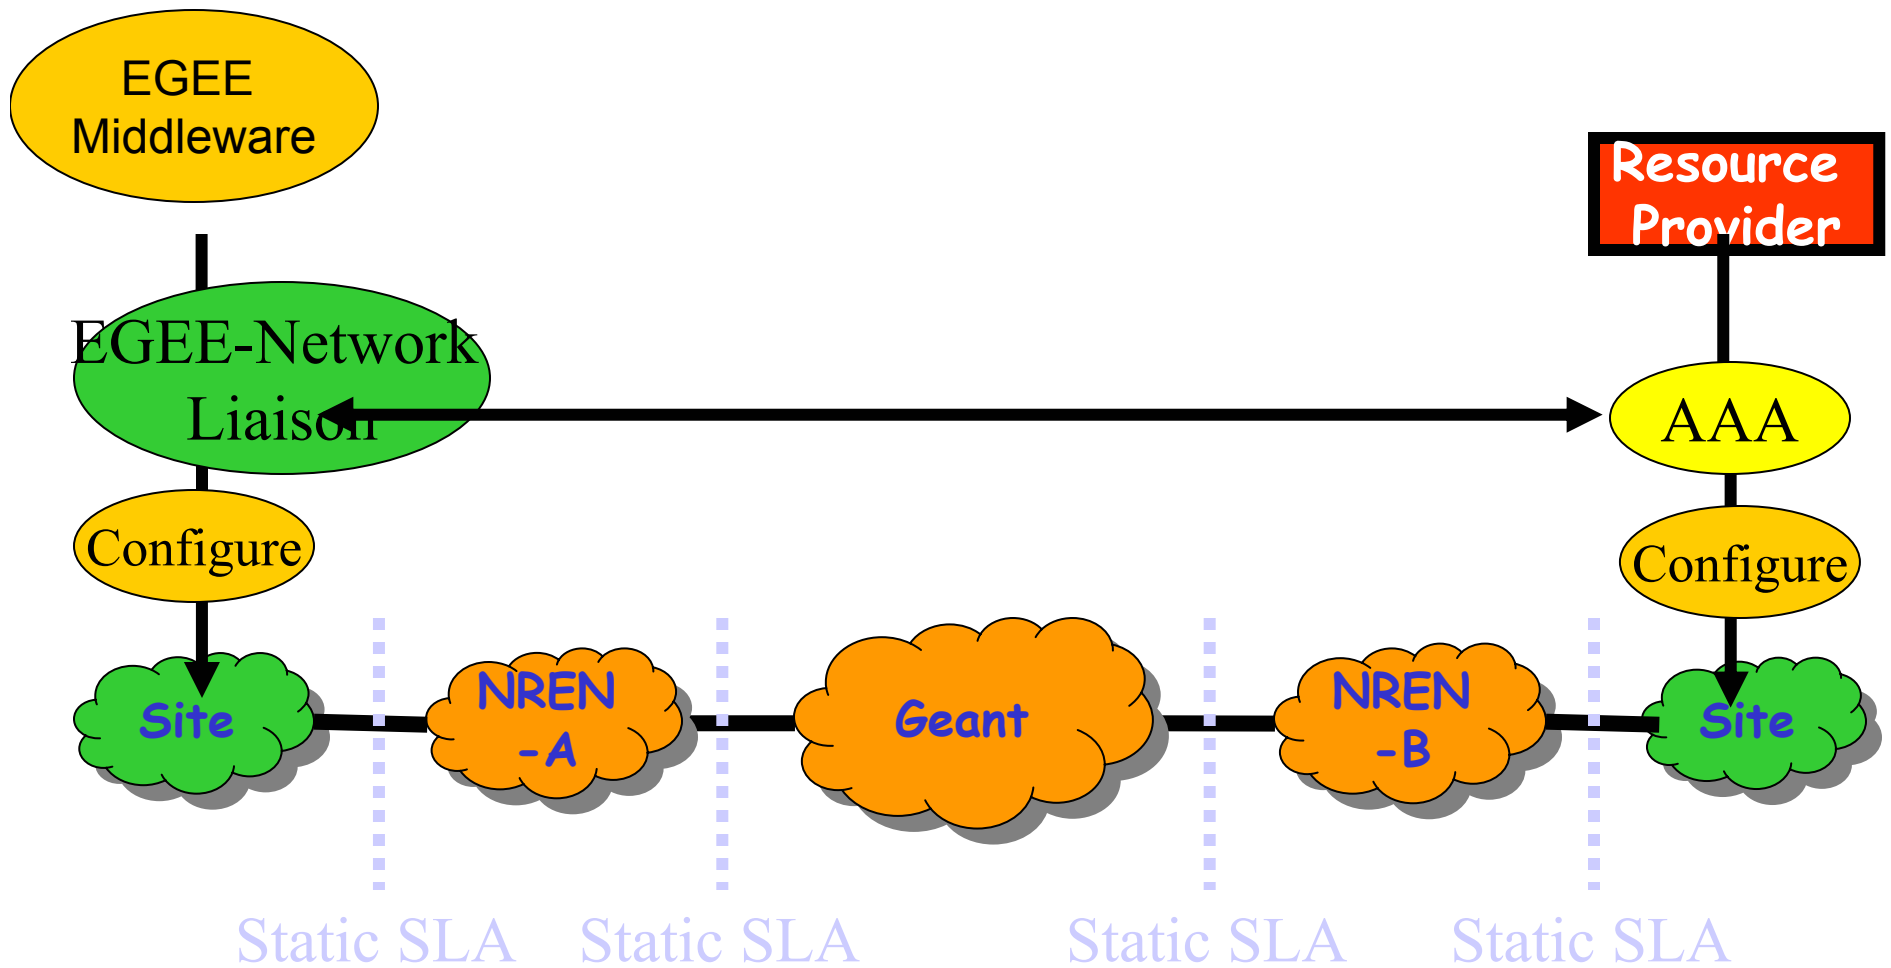 EGEE
Middleware
Resource
Provider
EGEE-Network
Liaison
AAA
Configure
Configure
Site
NREN
-A
Geant
NREN
-B
Site
Static SLA
Static SLA
Static SLA
Static SLA